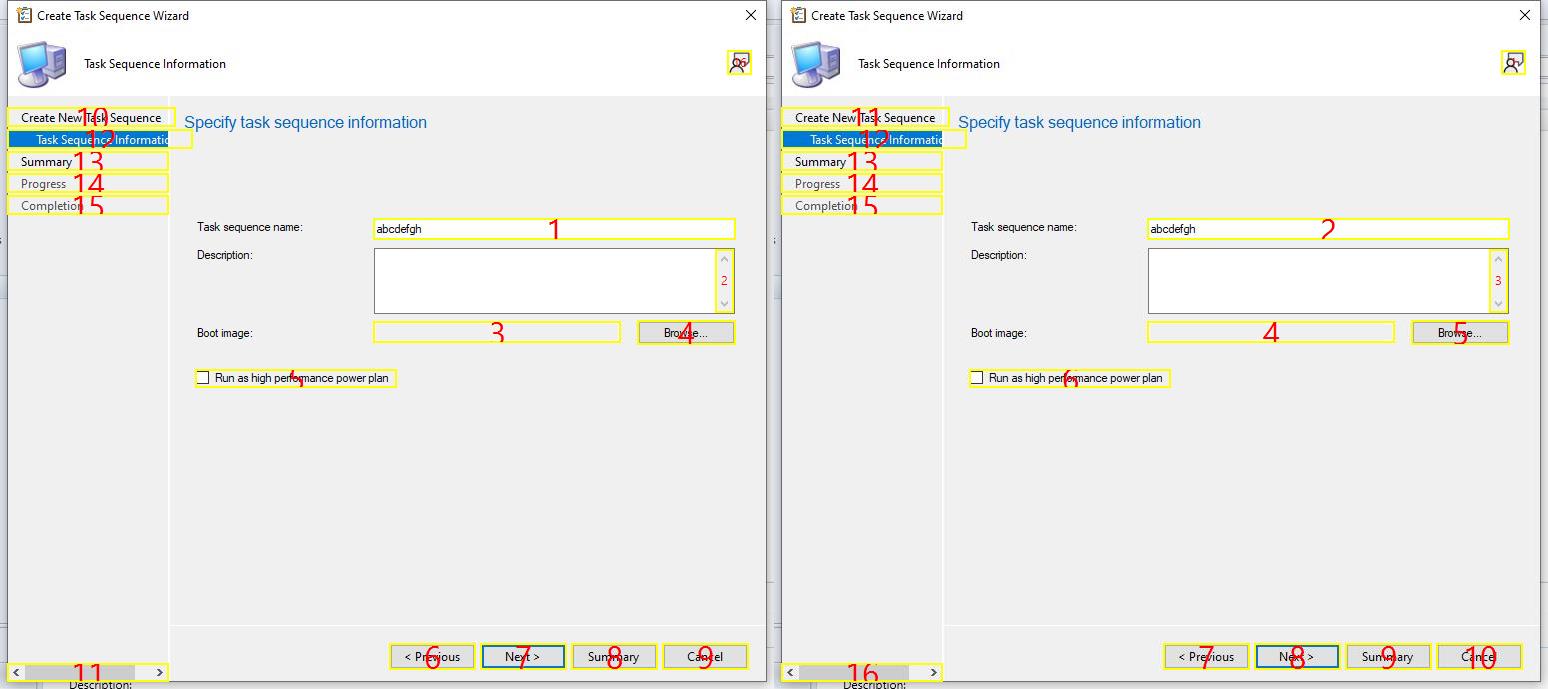 Create Task Sequence Wizard
Task Sequence Information
16
Create New Task Sequence
10
Task Sequence Informatio
12
Summary
13
Progress
14
Completion
15
Specify task sequence information
Task sequence name:
abcdefgh
1
Description:
2
Boot image:
3
Browse...
4
Run as high performance power plan
5
< Previous
6
Next >
7
Summary
8
Cancel
9
11
Description:
Create Task Sequence Wizard
Task Sequence Information
Create New Task Sequence
11
Task Sequence Informatio
12
Summary
13
Progress
14
Completion
15
Specify task sequence information
Task sequence name:
abcdefgh
2
Description:
3
Boot image:
4
Browse...
5
Run as high performance power plan
6
< Previous
7
Next >
8
Summary
9
Cancel
10
16
Description: